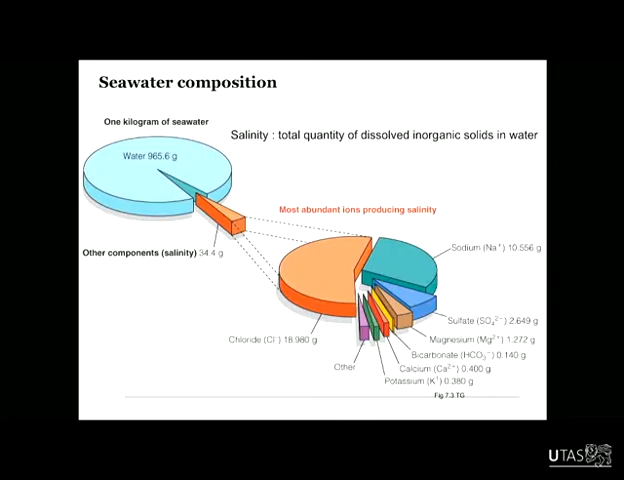 Seawater composition
One kilogram of seawater
Salinity : total quantity of dissolved inorganic solids in water
Water 965.6 g
Most abundant ions producing salinity
Other components (salinity) 34.4 g
Sodium (Na⁺) 10.556 g
Sulfate (SO₄²⁻) 2.649 g
Chloride (Cl⁻) 18.980 g
Magnesium (Mg²⁺) 1.272 g
Bicarbonate (HCO₃⁻) 0.140 g
Other
Calcium (Ca²⁺) 0.400 g
Potassium (K⁺) 0.380 g
Fig 7.3 TG
UTAS